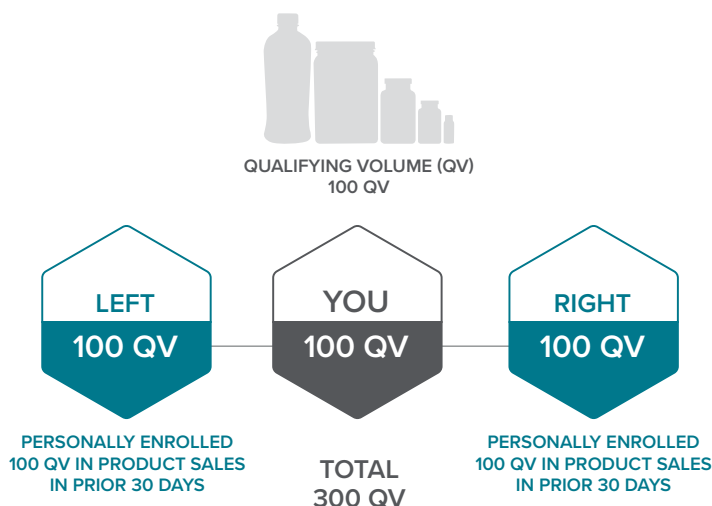 QUALIFYING VOLUME (QV)
100 QV
LEFT
100 QV
YOU
100 QV
RIGHT
100 QV
PERSONALLY ENROLLED
100 QV IN PRODUCT SALES
IN PRIOR 30 DAYS
TOTAL
300 QV
PERSONALLY ENROLLED
100 QV IN PRODUCT SALES
IN PRIOR 30 DAYS